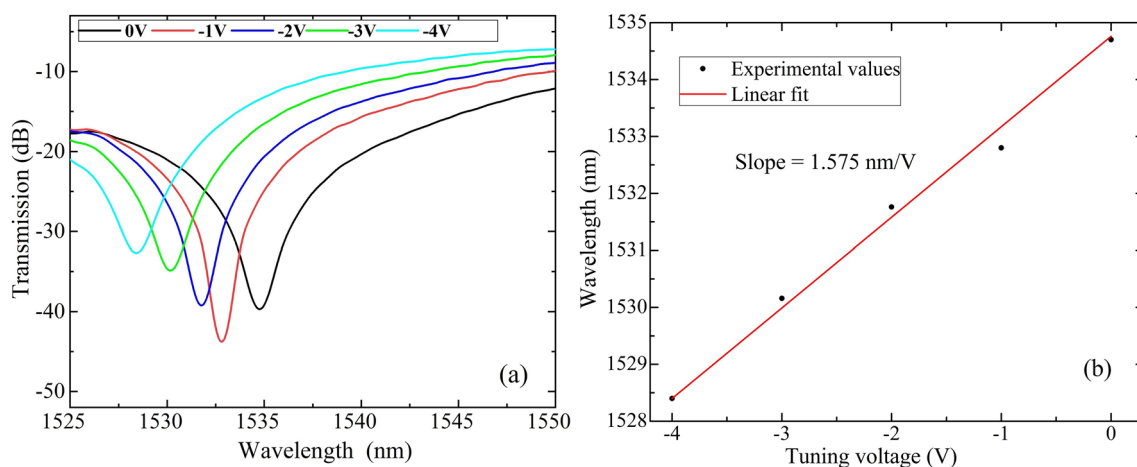 0V -1V -2V -3V -4V
-10
-20
-30
-40
-50
Transmission (dB)
(a)
1525 1530 1535 1540 1545 1550
Wavelength (nm)
1535
1534
1533
1532
1531
1530
1529
1528
Wavelength (nm)
Experimental values
Linear fit
Slope = 1.575 nm/V
(b)
-4 -3 -2 -1 0
Tuning voltage (V)